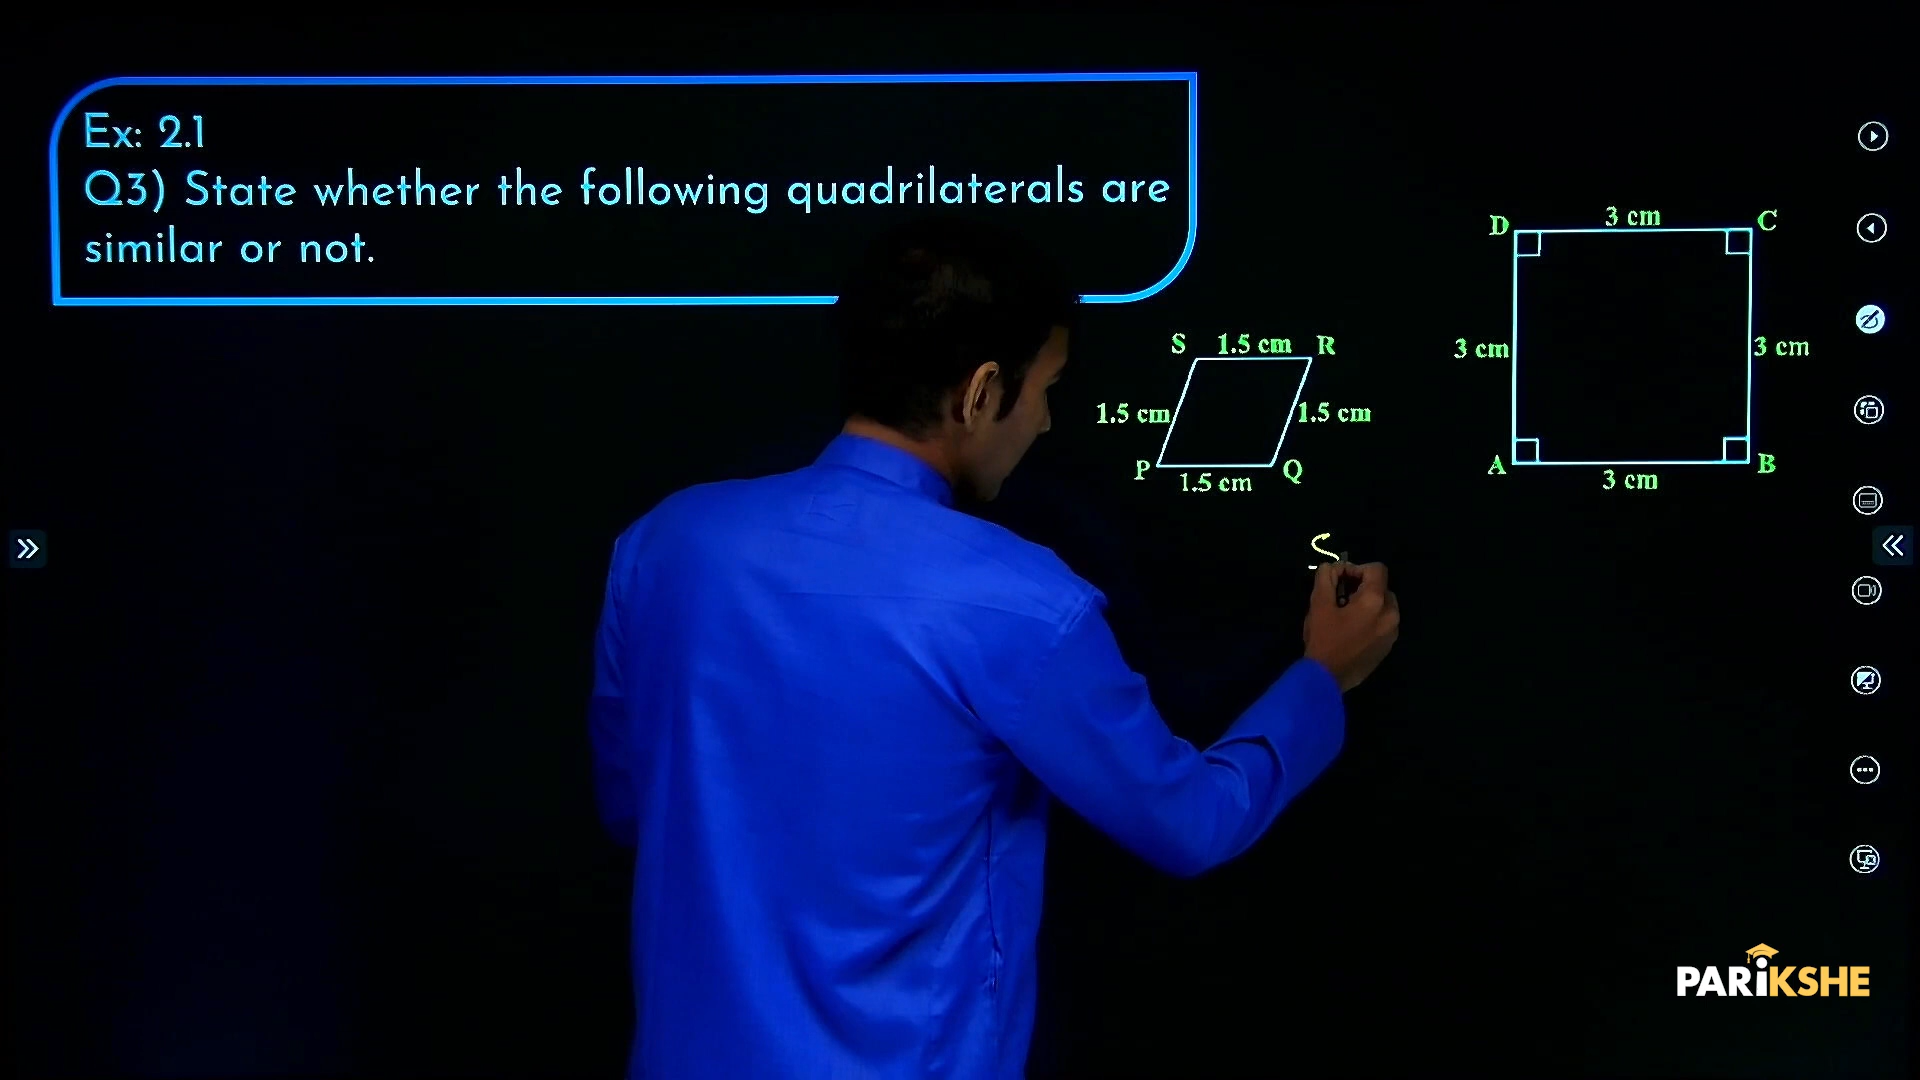 Ex: 2.1
Q3) State whether the following quadrilaterals are
similar or not.
S 1.5 cm R
1.5 cm
1.5 cm
P 1.5 cm Q
D 3 cm C
3 cm
3 cm
A 3 cm B
S
PARiKSHE